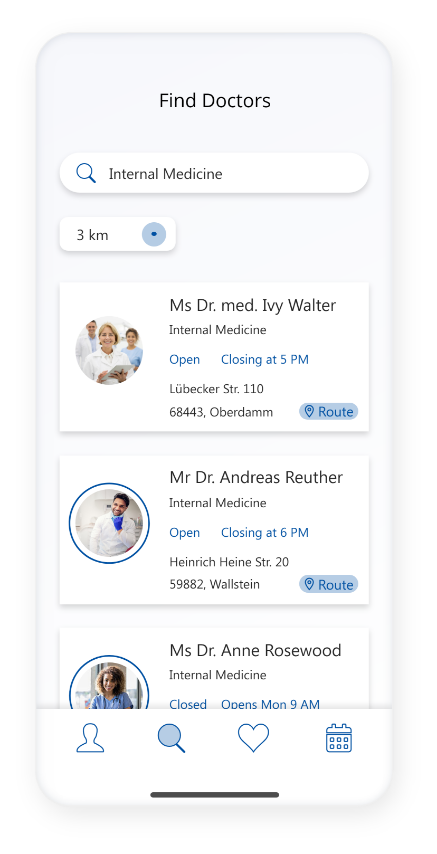 Find Doctors
Internal Medicine
3 km
Ms Dr. med. Ivy Walter
Internal Medicine
Open Closing at 5 PM
Lübecker Str. 110
68443, Oberdamm Route
Mr Dr. Andreas Reuther
Internal Medicine
Open Closing at 6 PM
Heinrich Heine Str. 20
59882, Wallstein Route
Ms Dr. Anne Rosewood
Internal Medicine
Closed Opens Mon 9 AM